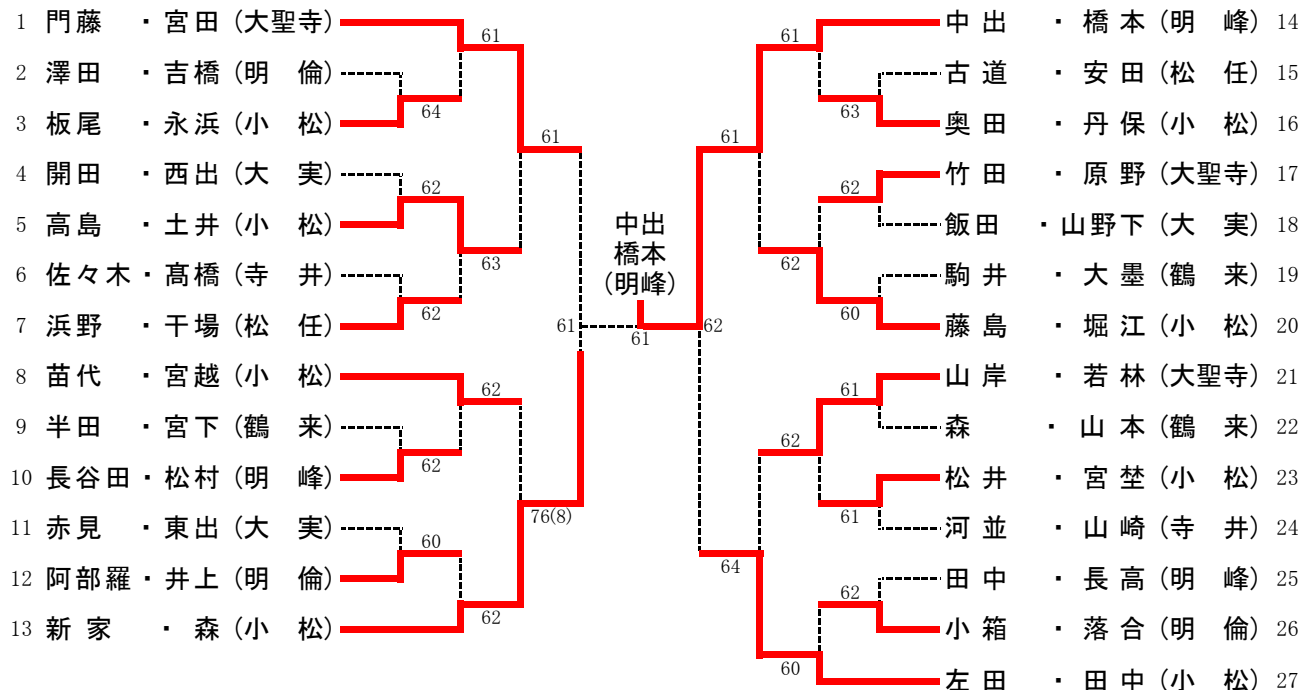 1 門藤 ・ 宮田 (大聖寺)
2 澤田 ・ 吉橋 (明 倫)
3 板尾 ・ 永浜 (小 松)
4 開田 ・ 西出 (大 実)
5 高島 ・ 土井 (小 松)
6 佐々木 ・ 髙橋 (寺 井)
7 浜野 ・ 干場 (松 任)
8 苗代 ・ 宮越 (小 松)
9 半田 ・ 宮下 (鶴 来)
10 長谷田 ・ 松村 (明 峰)
11 赤見 ・ 東出 (大 実)
12 阿部羅 ・ 井上 (明 倫)
13 新家 ・ 森 (小 松)
61
64
62
63
62
61
62
62
60
62
76(8)
61
中出
橋本
(明峰)
61
62
61
61
63
62
62
60
61
62
61
64
62
60
中出 ・ 橋本 (明 峰) 14
古道 ・ 安田 (松 任) 15
奥田 ・ 丹保 (小 松) 16
竹田 ・ 原野 (大聖寺) 17
飯田 ・ 山野下 (大 実) 18
駒井 ・ 大墨 (鶴 来) 19
藤島 ・ 堀江 (小 松) 20
山岸 ・ 若林 (大聖寺) 21
森 ・ 山本 (鶴 来) 22
松井 ・ 宮埜 (小 松) 23
河並 ・ 山崎 (寺 井) 24
田中 ・ 長高 (明 峰) 25
小箱 ・ 落合 (明 倫) 26
左田 ・ 田中 (小 松) 27